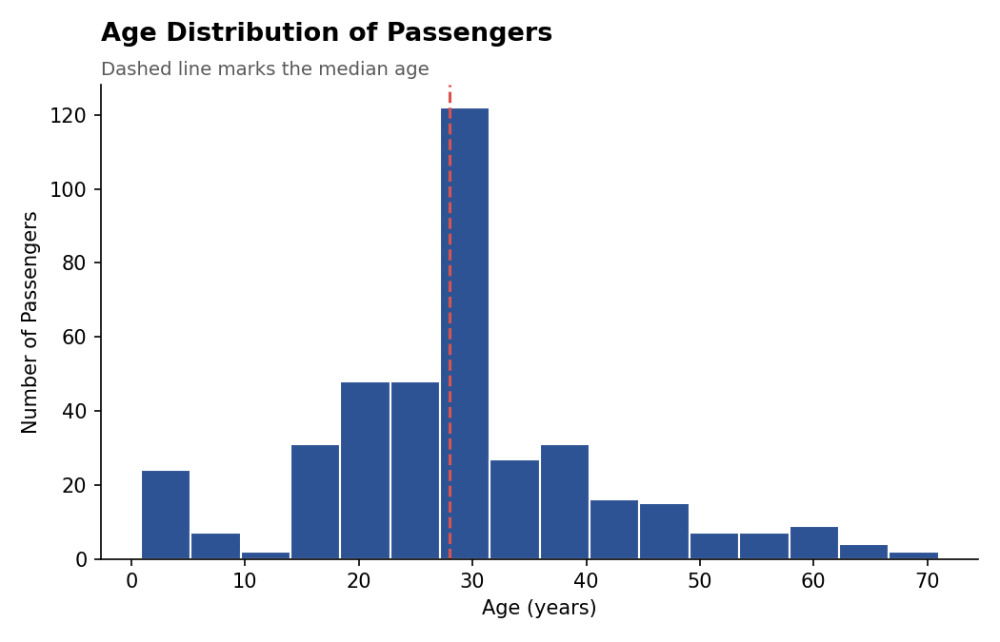 Age Distribution of Passengers
Dashed line marks the median age
120
100
80
60
40
20
0
Number of Passengers
0 10 20 30 40 50 60 70
Age (years)